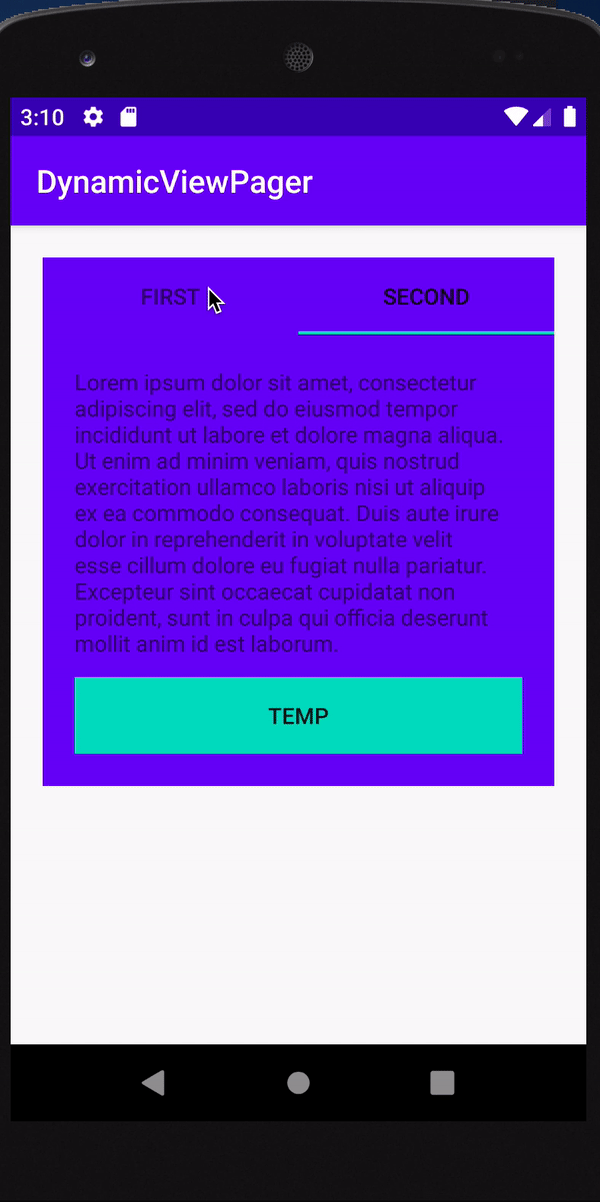 3:10
DynamicViewPager
FIRST SECOND
Lorem ipsum dolor sit amet, consectetur
adipiscing elit, sed do eiusmod tempor
incididunt ut labore et dolore magna aliqua.
Ut enim ad minim veniam, quis nostrud
exercitation ullamco laboris nisi ut aliquip
ex ea commodo consequat. Duis aute irure
dolor in reprehenderit in voluptate velit
esse cillum dolore eu fugiat nulla pariatur.
Excepteur sint occaecat cupidatat non
proident, sunt in culpa qui officia deserunt
mollit anim id est laborum.
TEMP